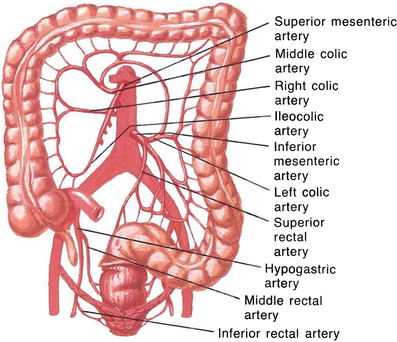 Superior mesenteric
artery
Middle colic
artery
Right colic
artery
Ileocolic
artery
Inferior
mesenteric
artery
Left colic
artery
Superior
rectal
artery
Hypogastric
artery
Middle rectal
artery
Inferior rectal artery